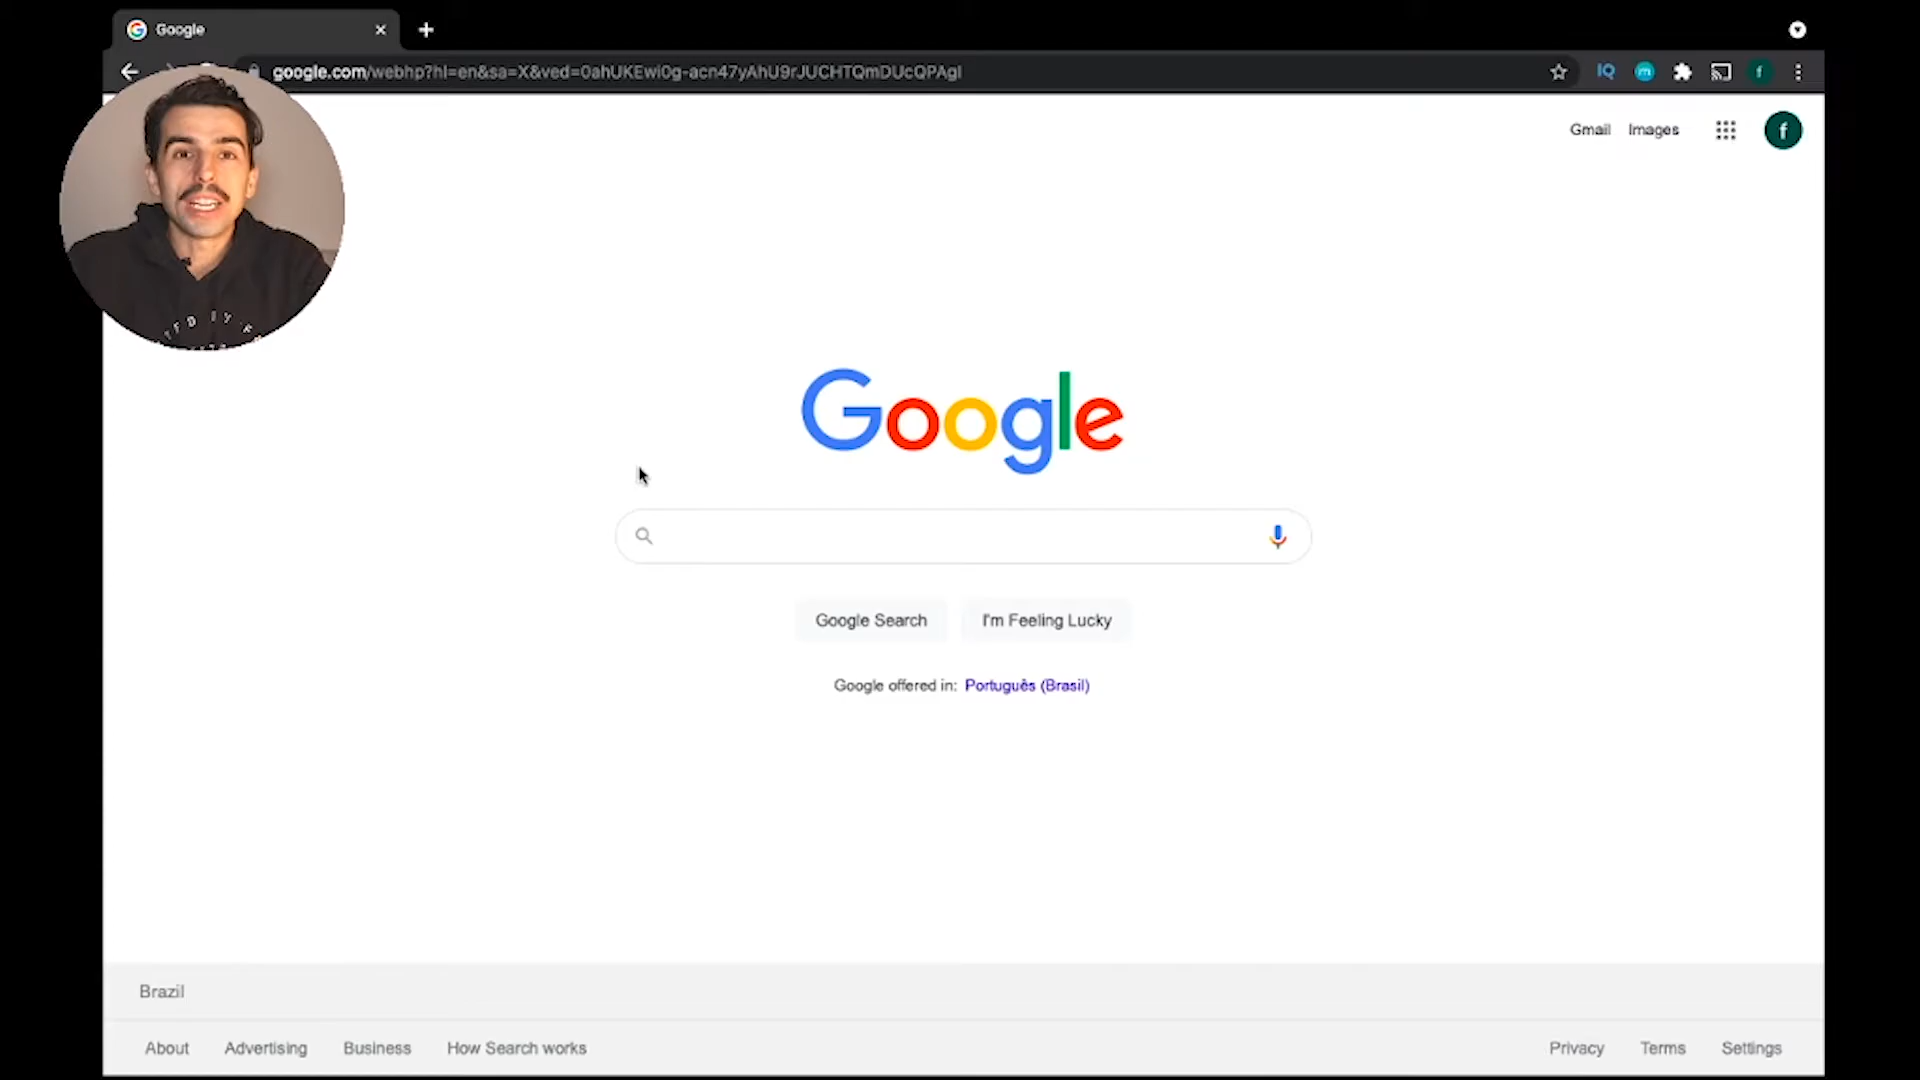 Google
google.com/webhp?hl=en&sa=X&ved=0ahUKEwi0g-acn47yAhU9rJUCHTQmDUcQPAgI
IQ
m
f
Gmail
Images
f
Google
Google Search
I'm Feeling Lucky
Google offered in: Português (Brasil)
Brazil
About
Advertising
Business
How Search works
Privacy
Terms
Settings